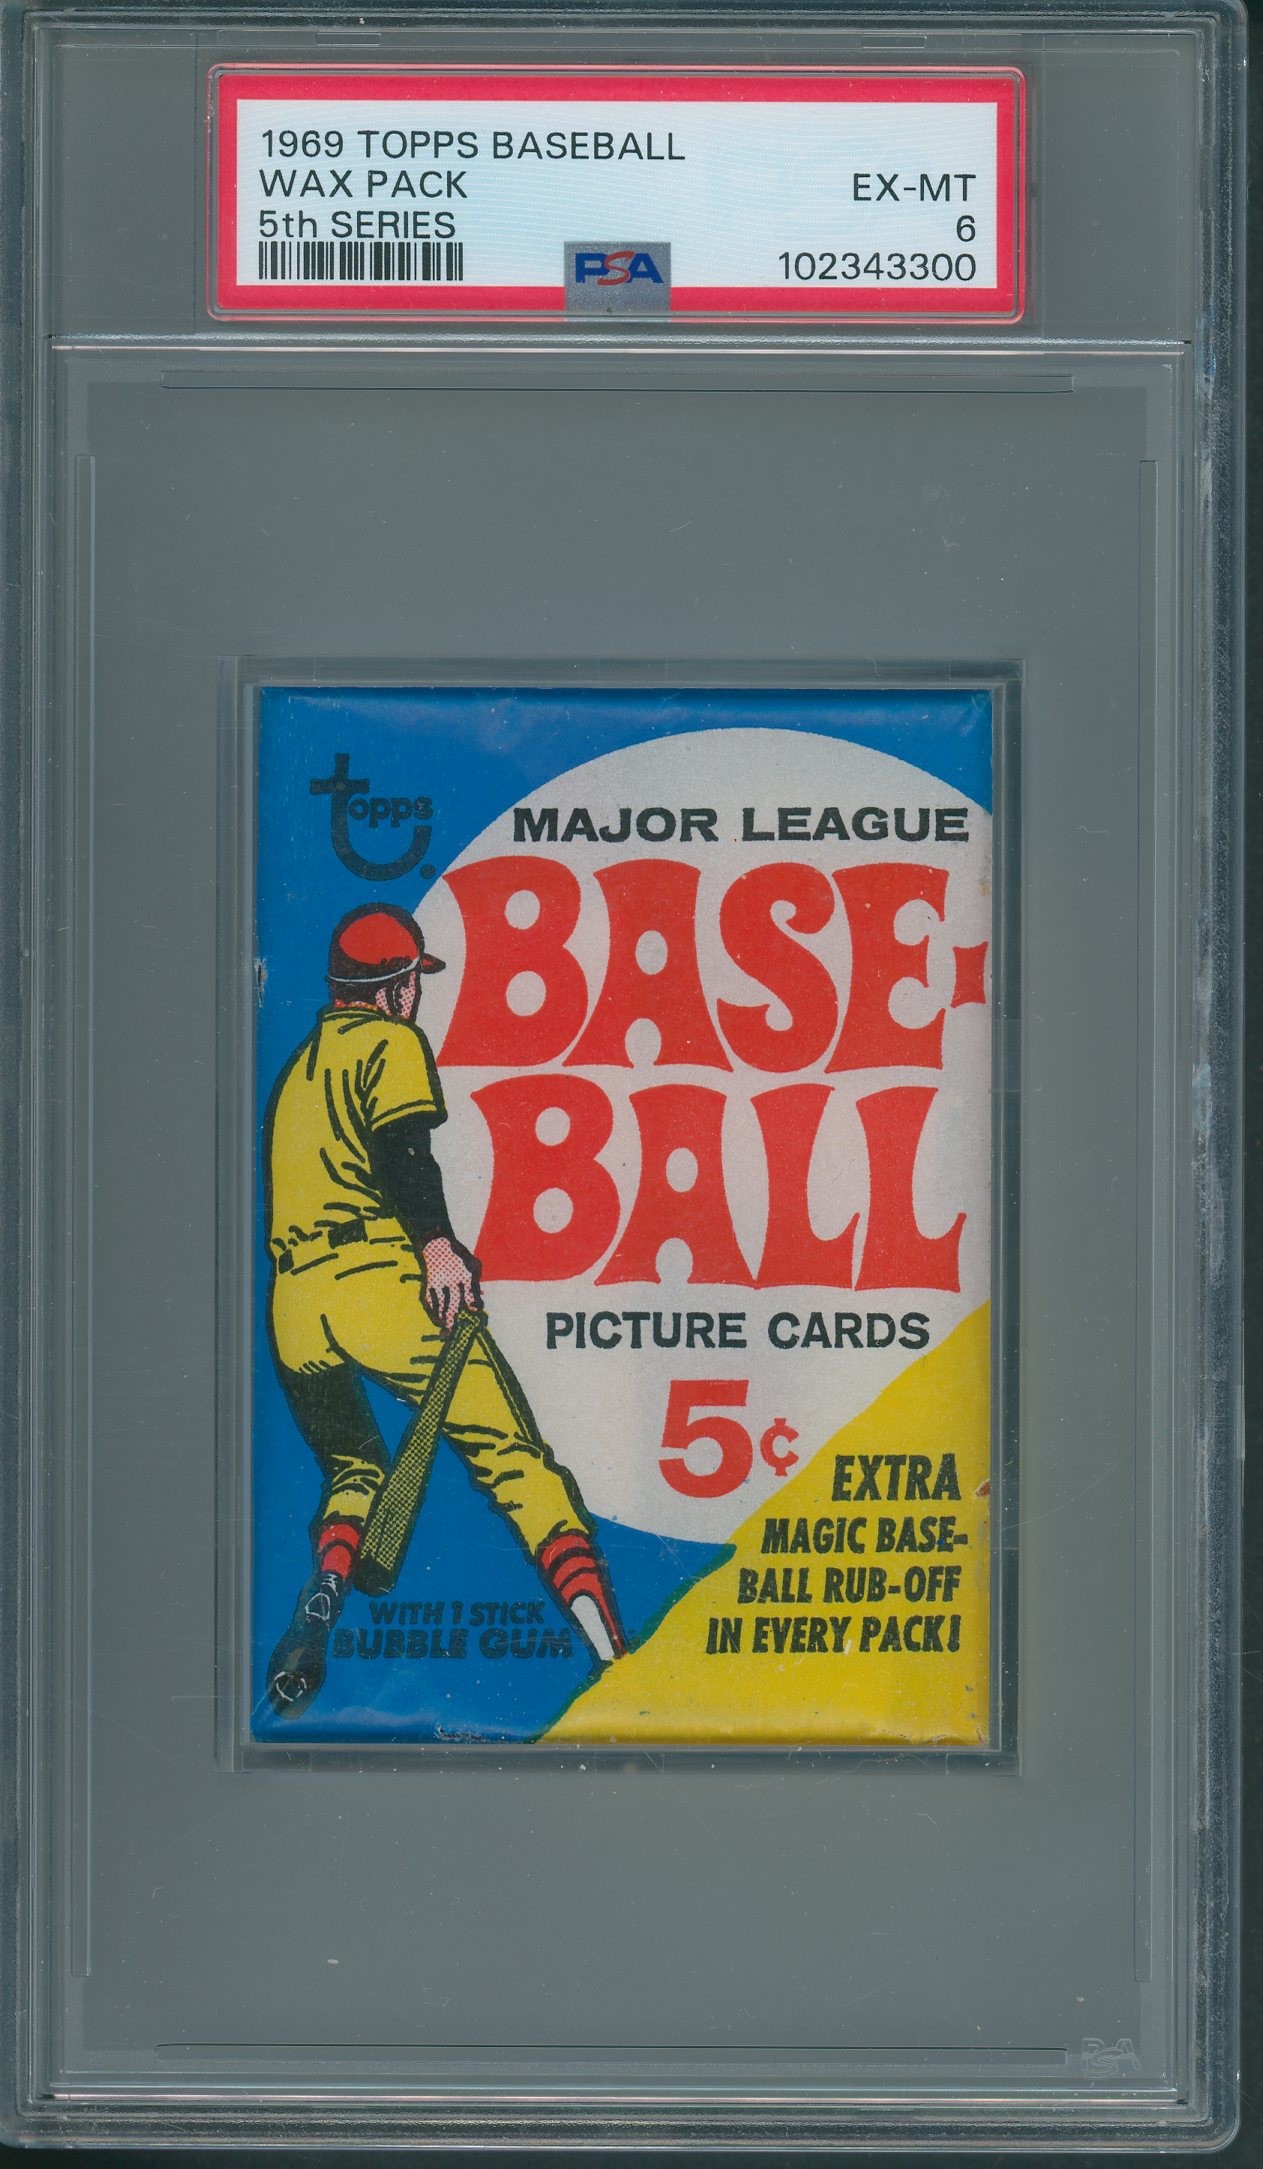 1969 TOPPS BASEBALL
WAX PACK
EX-MT
5th SERIES
6
PSA
102343300
Topps
MAJOR LEAGUE
BASE-
BALL
PICTURE CARDS
5¢
EXTRA
MAGIC BASE-
BALL RUB-OFF
IN EVERY PACK!
WITH 1 STICK
BUBBLE GUM
PSA